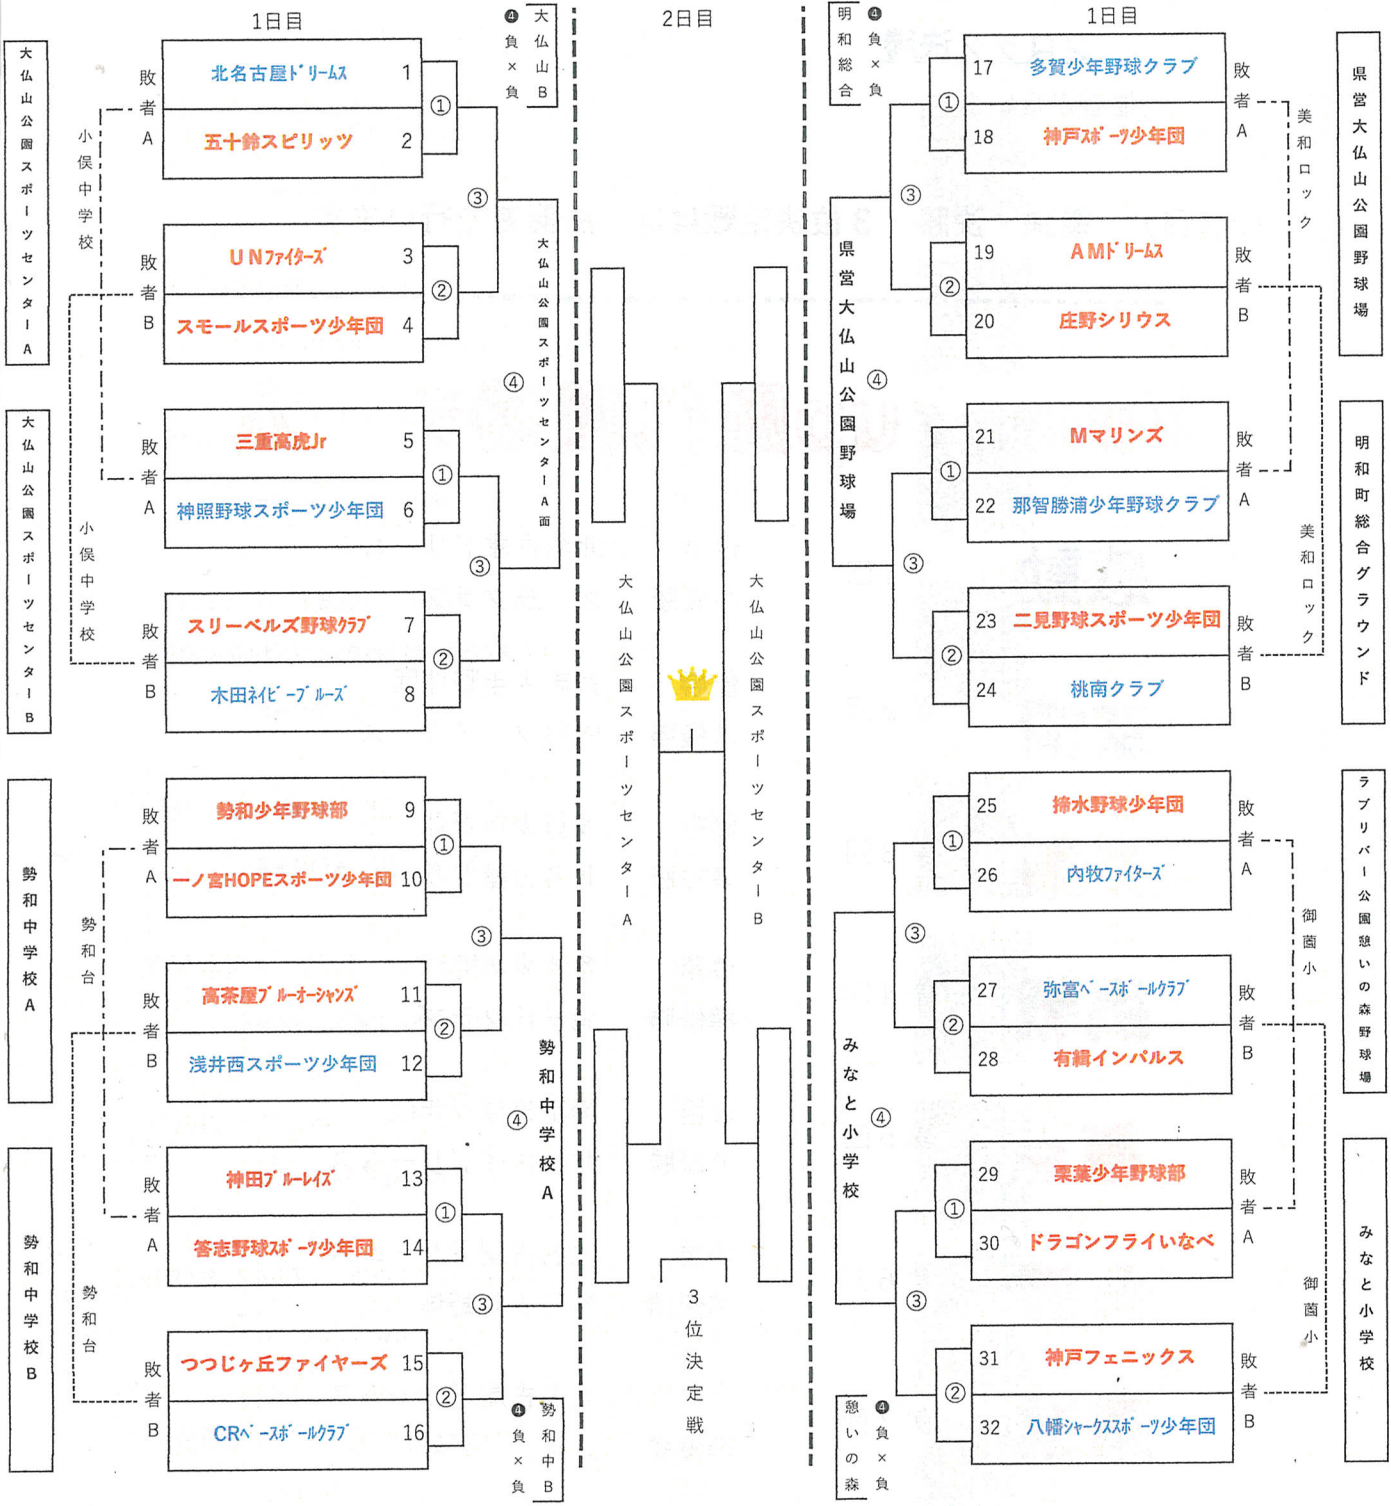 1日目
大仏山公園スポーツセンターA
小俣中学校
敗者A
北名古屋ドリームス 1
五十鈴スピリッツ 2
①
敗者B
UNファイターズ 3
スモールスポーツ少年団 4
②
③
大仏山公園スポーツセンターB
小俣中学校
敗者A
三重高虎Jr 5
神照野球スポーツ少年団 6
①
敗者B
スリーベルズ野球クラブ 7
木田ネイビーブルーズ 8
②
③
④
大仏山公園スポーツセンターA面
❹負×負
大仏山B
勢和中学校A
勢和台
敗者A
勢和少年野球部 9
一ノ宮HOPEスポーツ少年団 10
①
敗者B
高茶屋ブルーオーシャンズ 11
浅井西スポーツ少年団 12
②
③
勢和中学校B
勢和台
敗者A
神田ブルーレイズ 13
答志野球スポーツ少年団 14
①
敗者B
つつじヶ丘ファイヤーズ 15
CRベースボールクラブ 16
②
③
④
勢和中学校A
❹負×負
勢和中B
2日目
大仏山公園スポーツセンターA
1
大仏山公園スポーツセンターB
3位決定戦
1日目
明和総合
❹負×負
17 多賀少年野球クラブ
18 神戸スポーツ少年団
①
敗者A
19 AMドリームス
20 庄野シリウス
②
敗者B
③
美和ロック
県営大仏山公園野球場
21 Mマリンズ
22 那智勝浦少年野球クラブ
①
敗者A
23 二見野球スポーツ少年団
24 桃南クラブ
②
敗者B
③
④
県営大仏山公園野球場
美和ロック
明和町総合グラウンド
25 掃水野球少年団
26 内牧ファイターズ
①
敗者A
27 弥富ベースボールクラブ
28 有緝インパルス
②
敗者B
③
御薗小
ラブリバー公園憩いの森野球場
29 栗葉少年野球部
30 ドラゴンフライいなべ
①
敗者A
31 神戸フェニックス
32 八幡シャークススポーツ少年団
②
敗者B
③
④
みなと小学校
御薗小
みなと小学校
憩いの森
❹負×負